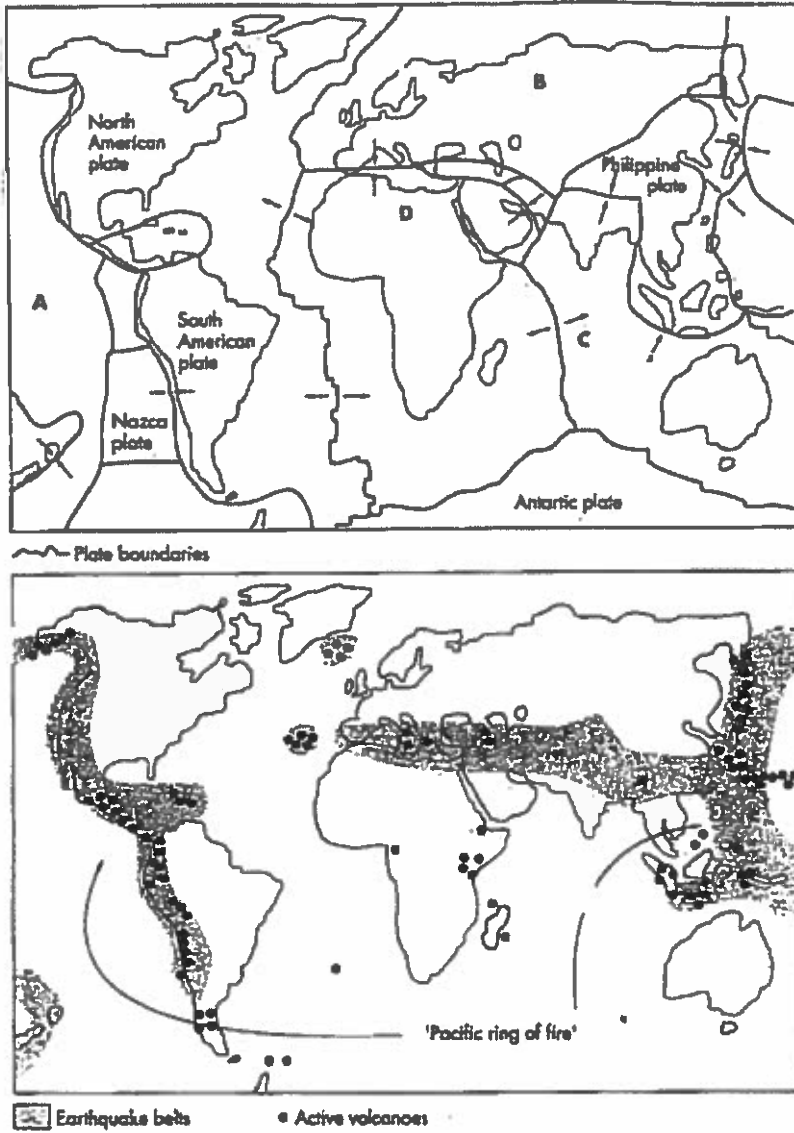 North
American
plate
B
Philippine
plate
D
A
South
American
plate
C
Nazca
plate
Antartic plate
Plate boundaries
'Pacific ring of fire'
Earthquake belts
Active volcanoes